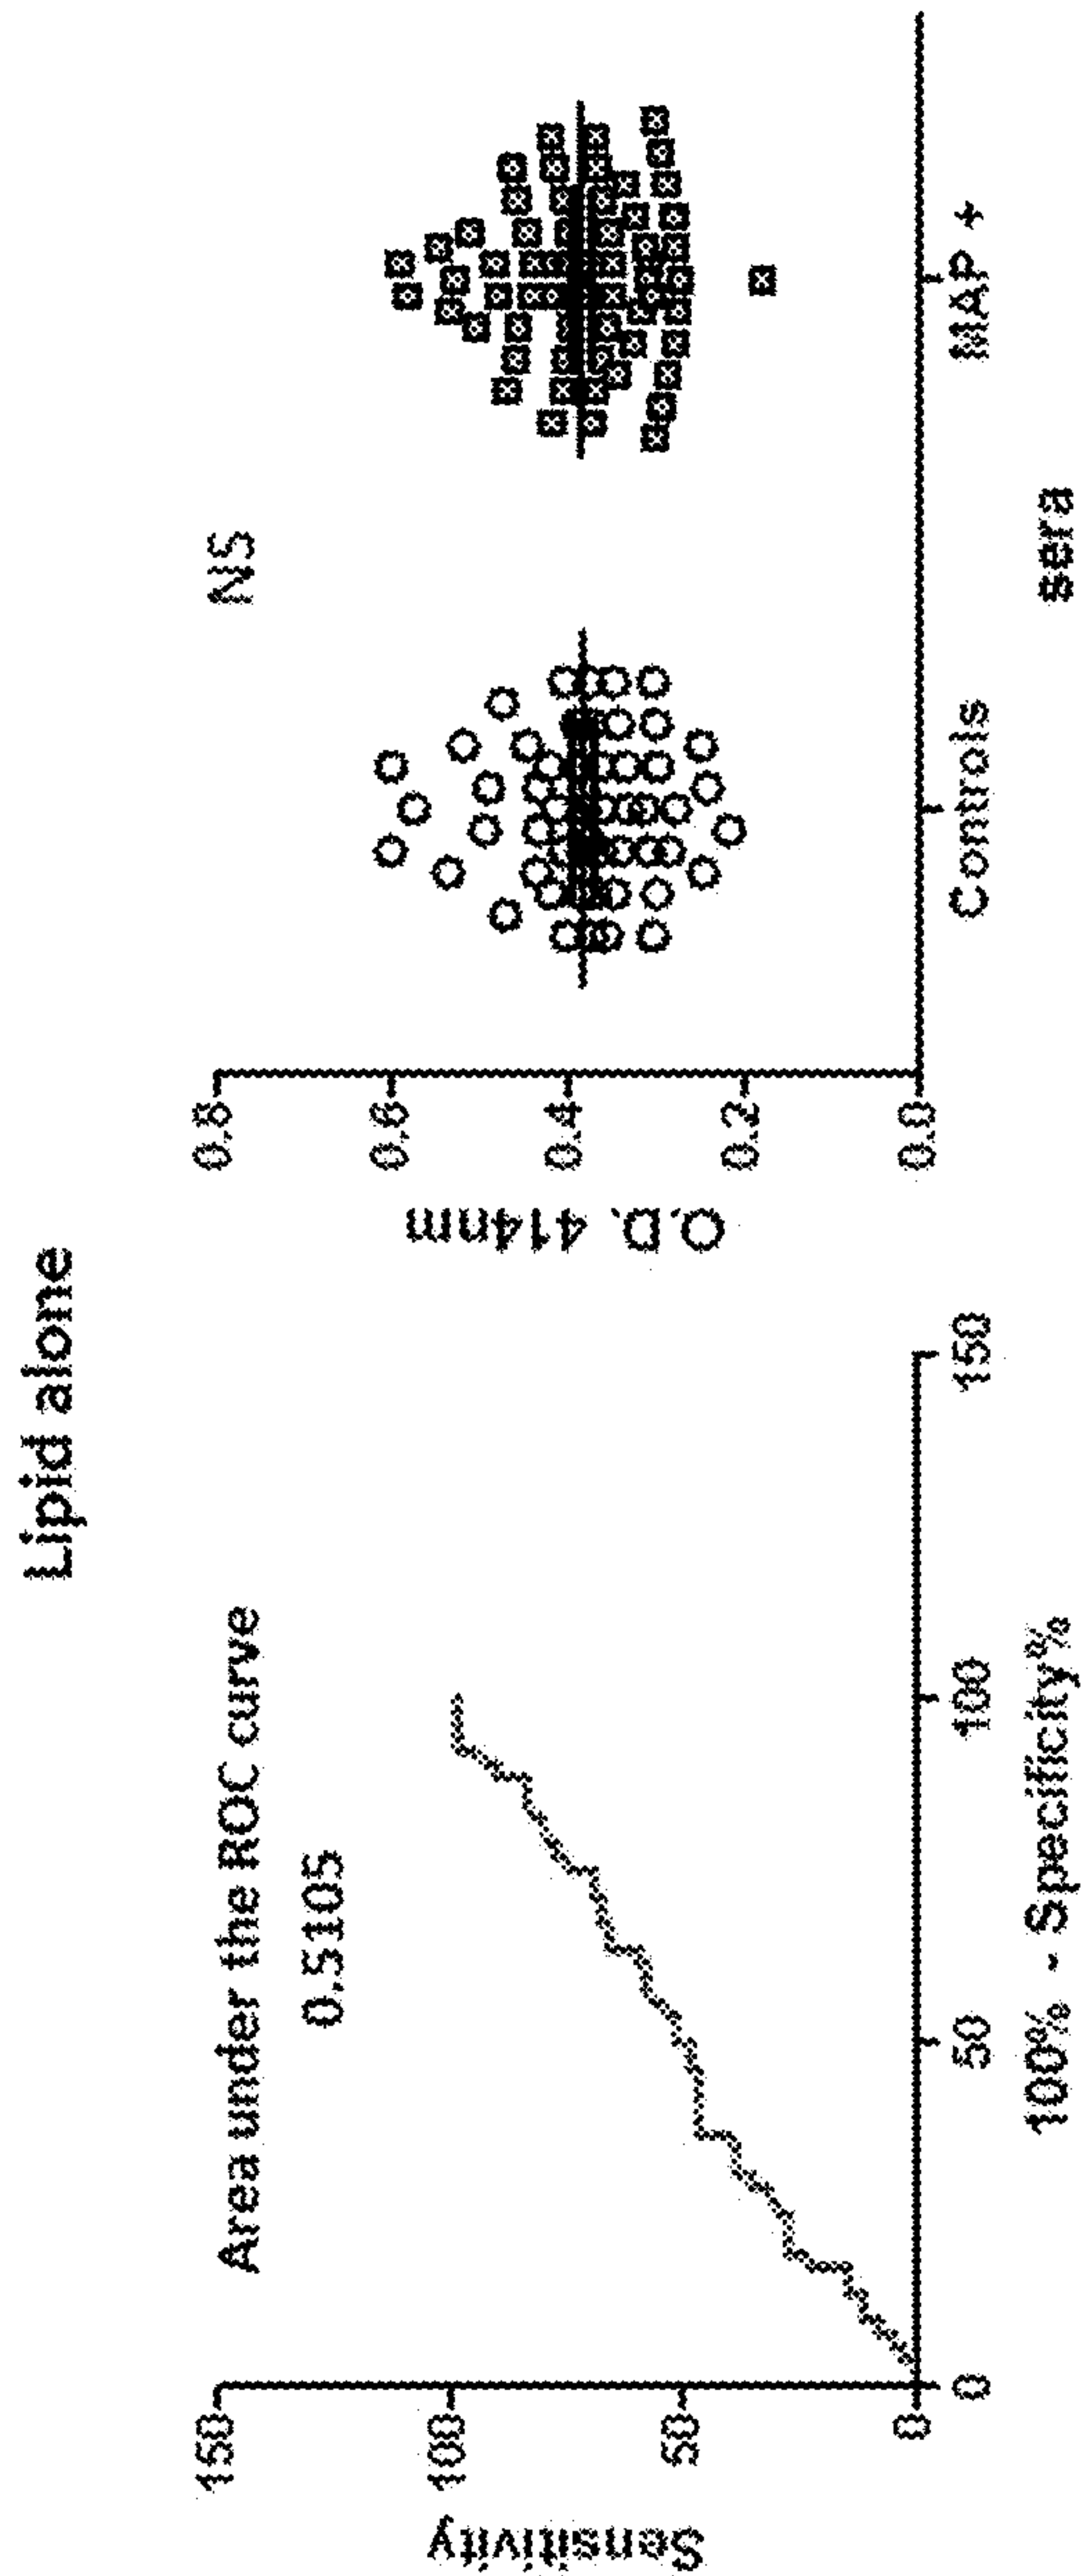 Lipid alone
Area under the ROC curve
0.5105
Sensitivity
150
100
50
0
0
50
100
150
100% - Specificity%
NS
O.D. 414nm
0.8
0.6
0.4
0.2
0.0
Controls
MAP +
sera